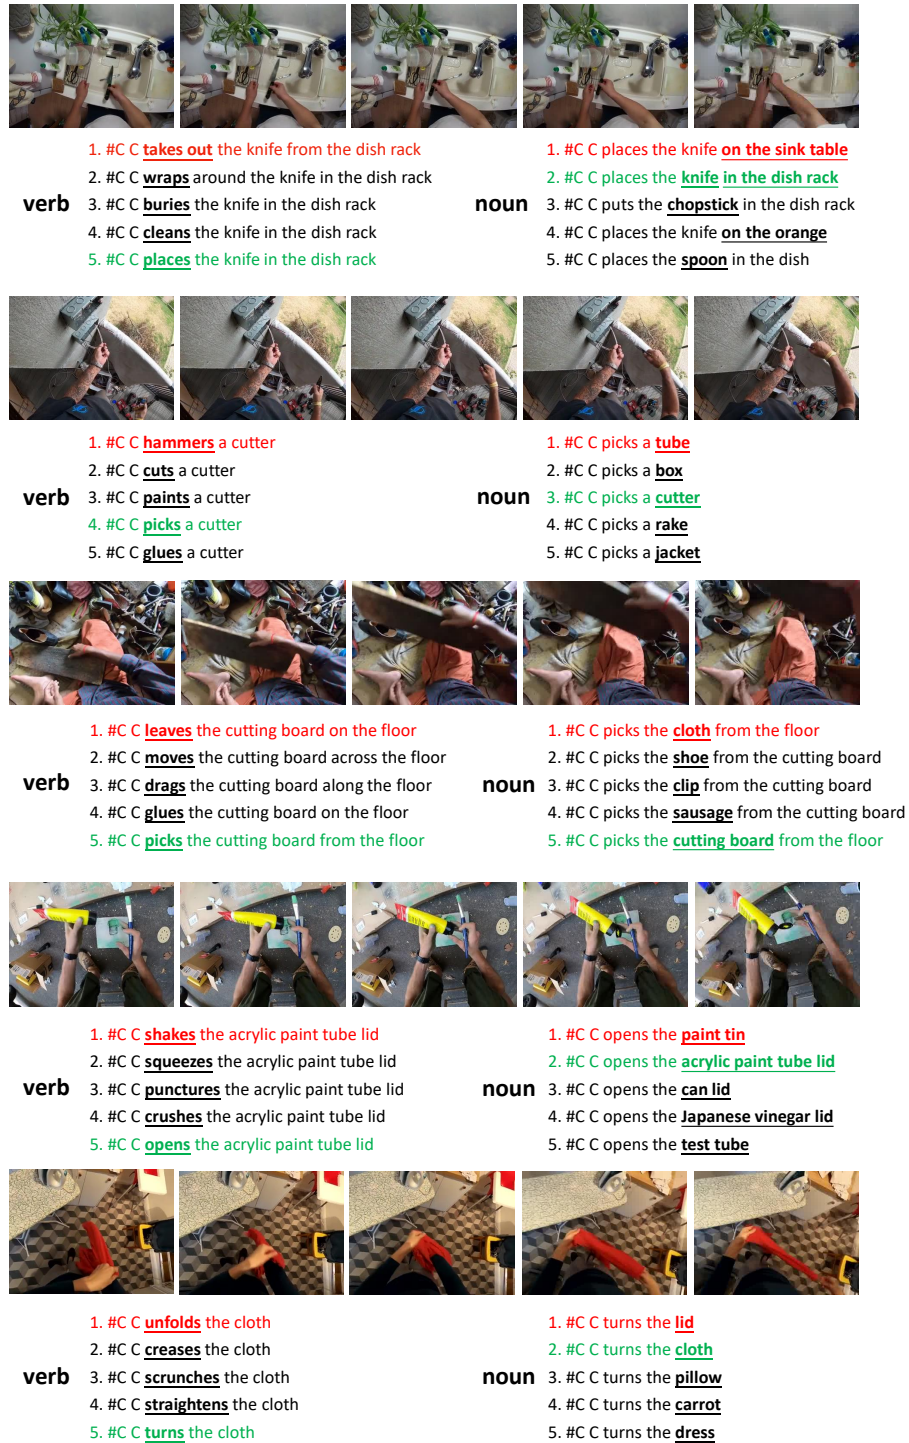 1. #C C takes out the knife from the dish rack
2. #C C wraps around the knife in the dish rack
verb
3. #C C buries the knife in the dish rack
4. #C C cleans the knife in the dish rack
5. #C C places the knife in the dish rack
1. #C C places the knife on the sink table
2. #C C places the knife in the dish rack
noun
3. #C C puts the chopstick in the dish rack
4. #C C places the knife on the orange
5. #C C places the spoon in the dish
1. #C C hammers a cutter
2. #C C cuts a cutter
verb
3. #C C paints a cutter
4. #C C picks a cutter
5. #C C glues a cutter
1. #C C picks a tube
2. #C C picks a box
noun
3. #C C picks a cutter
4. #C C picks a rake
5. #C C picks a jacket
1. #C C leaves the cutting board on the floor
2. #C C moves the cutting board across the floor
verb
3. #C C drags the cutting board along the floor
4. #C C glues the cutting board on the floor
5. #C C picks the cutting board from the floor
1. #C C picks the cloth from the floor
2. #C C picks the shoe from the cutting board
noun
3. #C C picks the clip from the cutting board
4. #C C picks the sausage from the cutting board
5. #C C picks the cutting board from the floor
1. #C C shakes the acrylic paint tube lid
2. #C C squeezes the acrylic paint tube lid
verb
3. #C C punctures the acrylic paint tube lid
4. #C C crushes the acrylic paint tube lid
5. #C C opens the acrylic paint tube lid
1. #C C opens the paint tin
2. #C C opens the acrylic paint tube lid
noun
3. #C C opens the can lid
4. #C C opens the Japanese vinegar lid
5. #C C opens the test tube
1. #C C unfolds the cloth
2. #C C creases the cloth
verb
3. #C C scrunches the cloth
4. #C C straightens the cloth
5. #C C turns the cloth
1. #C C turns the lid
2. #C C turns the cloth
noun
3. #C C turns the pillow
4. #C C turns the carrot
5. #C C turns the dress